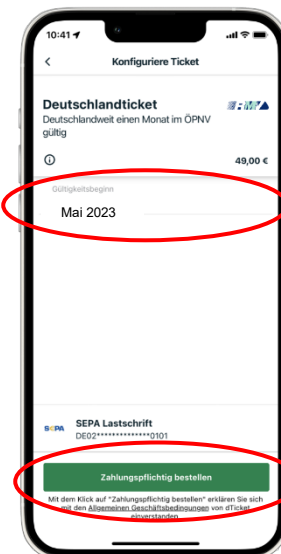 10:41
Konfiguriere Ticket
Deutschlandticket
Deutschlandweit einen Monat im ÖPNV
gültig
49,00 €
Gültigkeitsbeginn
Mai 2023
SEPA
SEPA Lastschrift
DE02**************0101
Zahlungspflichtig bestellen
Mit dem Klick auf "Zahlungspflichtig bestellen" erklären Sie sich
mit den Allgemeinen Geschäftsbedingungen von dTicket
einverstanden